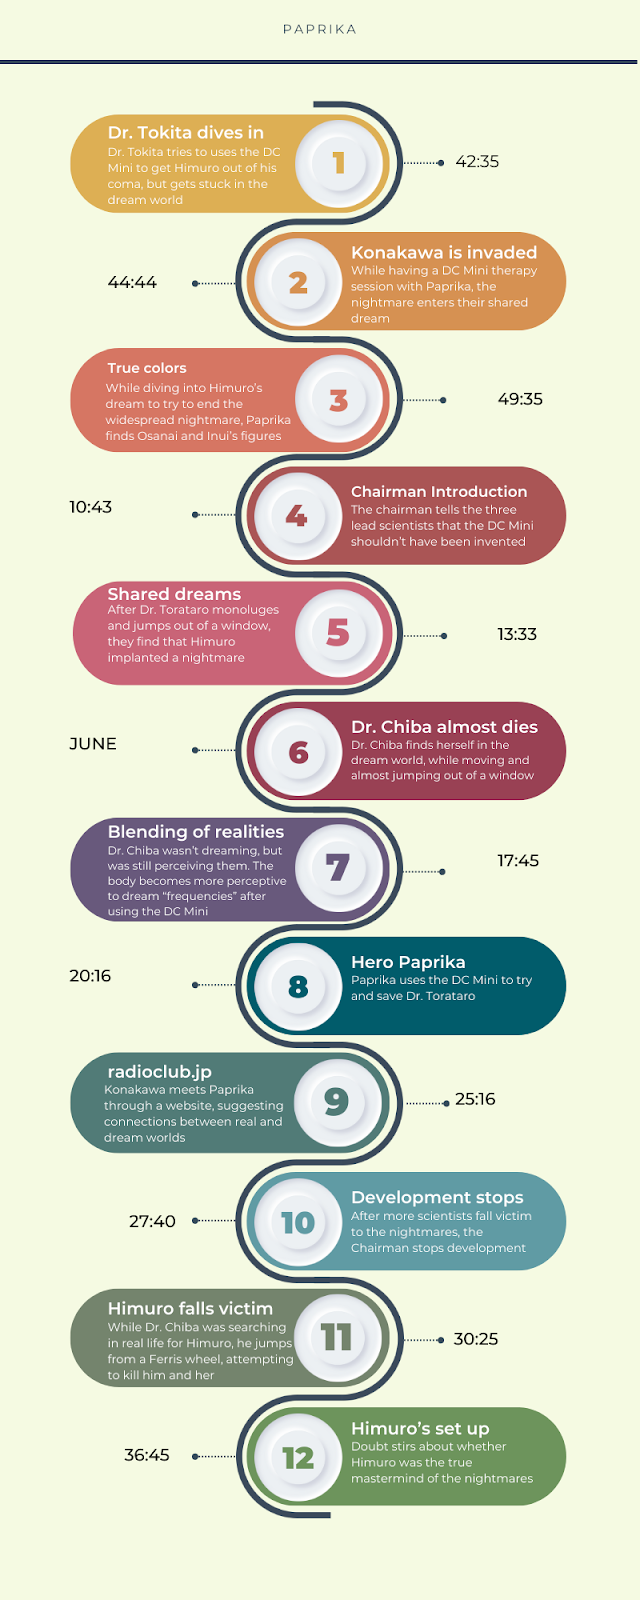 PAPRIKA
Dr. Tokita dives in
Dr. Tokita tries to uses the DC
Mini to get Himuro out of his
coma, but gets stuck in the
dream world
1
42:35
44:44
2
Konakawa is invaded
While having a DC Mini therapy
session with Paprika, the
nightmare enters their shared
dream
True colors
While diving into Himuro's
dream to try to end the
widespread nightmare, Paprika
finds Osanai and Inui's figures
3
49:35
10:43
4
Chairman Introduction
The chairman tells the three
lead scientists that the DC Mini
shouldn't have been invented
Shared dreams
After Dr. Torataro monoluges
and jumps out of a window,
they find that Himuro
implanted a nightmare
5
13:33
JUNE
6
Dr. Chiba almost dies
Dr. Chiba finds herself in the
dream world, while moving and
almost jumping out of a window
Blending of realities
Dr. Chiba wasn't dreaming, but
was still perceiving them. The
body becomes more perceptive
to dream "frequencies" after
using the DC Mini
7
17:45
20:16
8
Hero Paprika
Paprika uses the DC Mini to try
and save Dr. Torataro
radioclub.jp
Konakawa meets Paprika
through a website, suggesting
connections between real and
dream worlds
9
25:16
27:40
10
Development stops
After more scientists fall victim
to the nightmares, the
Chairman stops development
Himuro falls victim
While Dr. Chiba was searching
in real life for Himuro, he jumps
from a Ferris wheel, attempting
to kill him and her
11
30:25
36:45
12
Himuro's set up
Doubt stirs about whether
Himuro was the true
mastermind of the nightmares